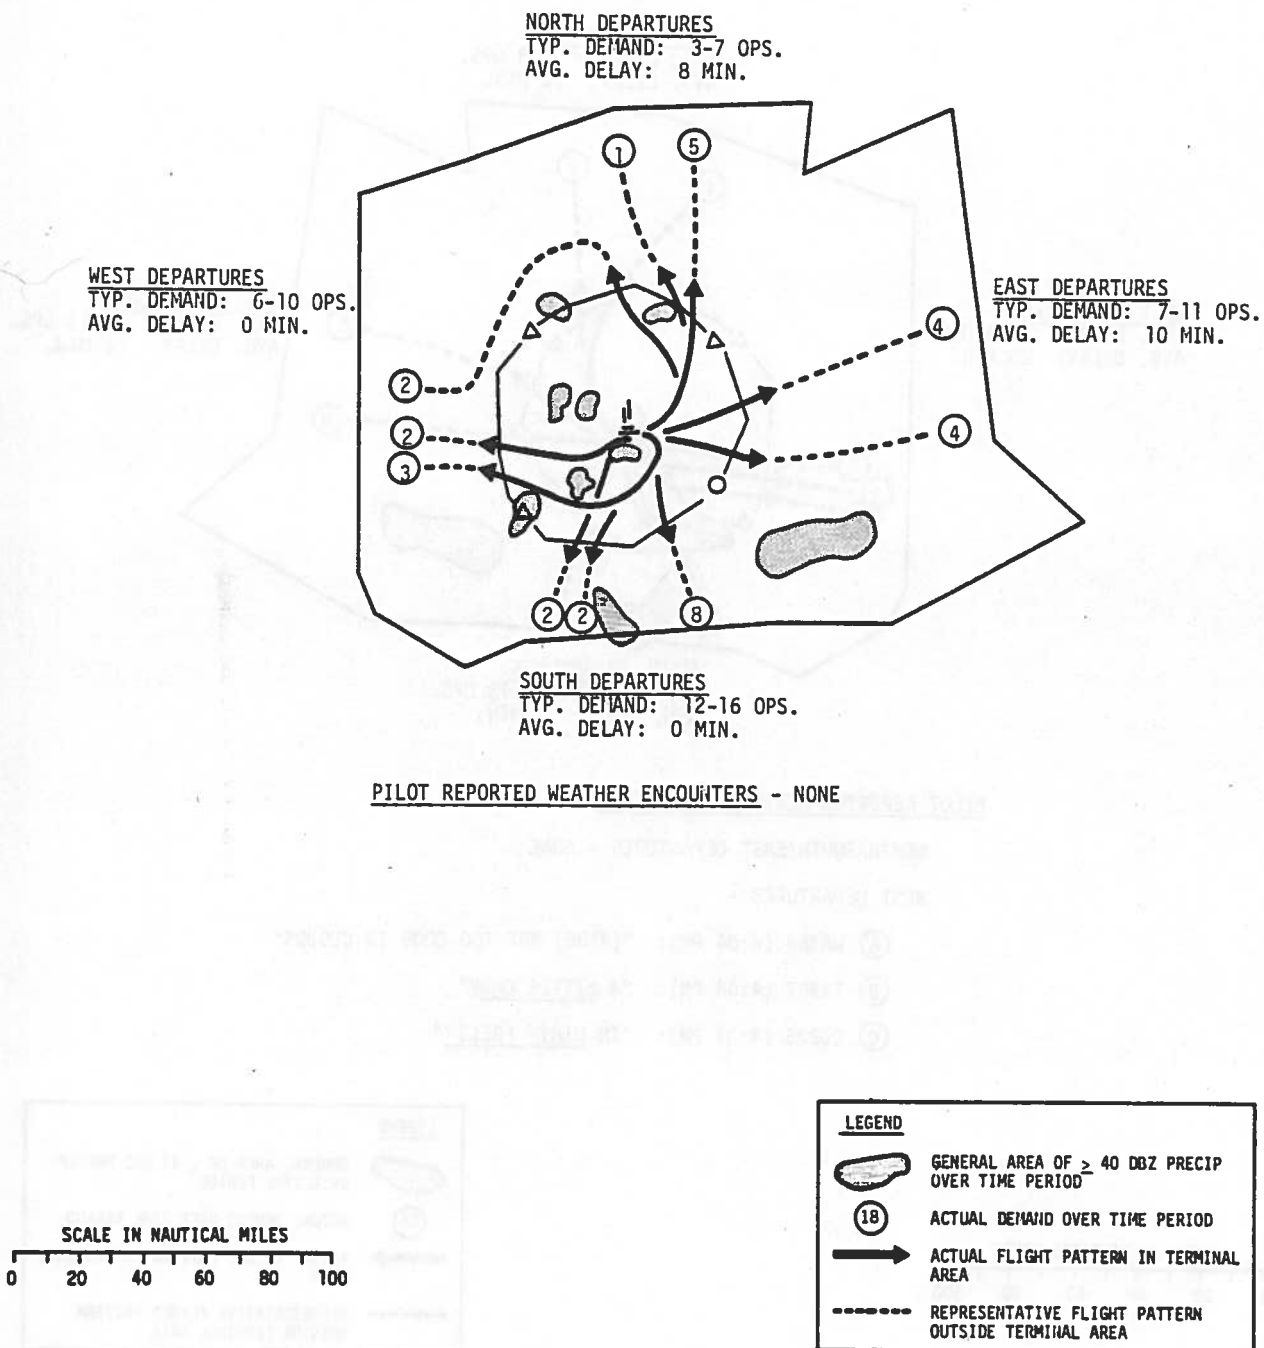 NORTH DEPARTURES
TYP. DEMAND: 3-7 OPS.
AVG. DELAY: 8 MIN.
1
5
WEST DEPARTURES
TYP. DEMAND: 6-10 OPS.
AVG. DELAY: 0 MIN.
EAST DEPARTURES
TYP. DEMAND: 7-11 OPS.
AVG. DELAY: 10 MIN.
4
2
2
4
3
2
2
8
SOUTH DEPARTURES
TYP. DEMAND: 12-16 OPS.
AVG. DELAY: 0 MIN.
PILOT REPORTED WEATHER ENCOUNTERS - NONE
LEGEND
GENERAL AREA OF ≥ 40 DBZ PRECIP
OVER TIME PERIOD
18 ACTUAL DEMAND OVER TIME PERIOD
ACTUAL FLIGHT PATTERN IN TERMINAL
AREA
REPRESENTATIVE FLIGHT PATTERN
OUTSIDE TERMINAL AREA
SCALE IN NAUTICAL MILES
0 20 40 60 80 100